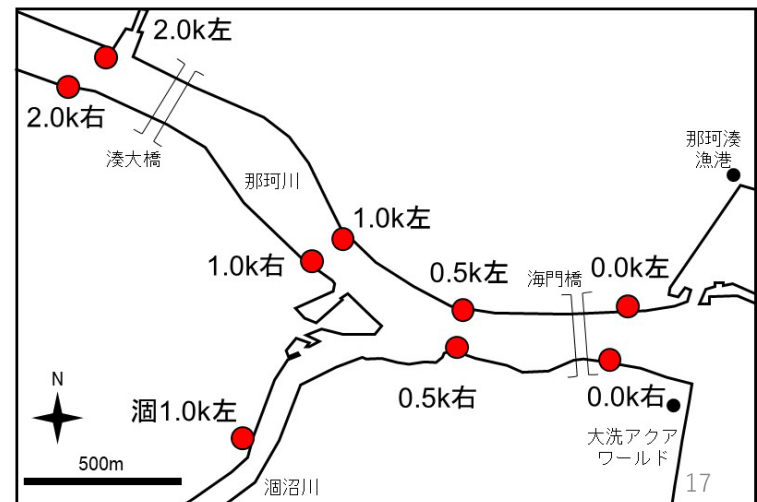 2.0k左
2.0k右
湊大橋
那珂川
那珂湊
漁港
1.0k左
1.0k右
0.5k左
海門橋
0.0k左
0.5k右
0.0k右
大洗アクア
ワールド
N
涸1.0k左
500m
涸沼川
17